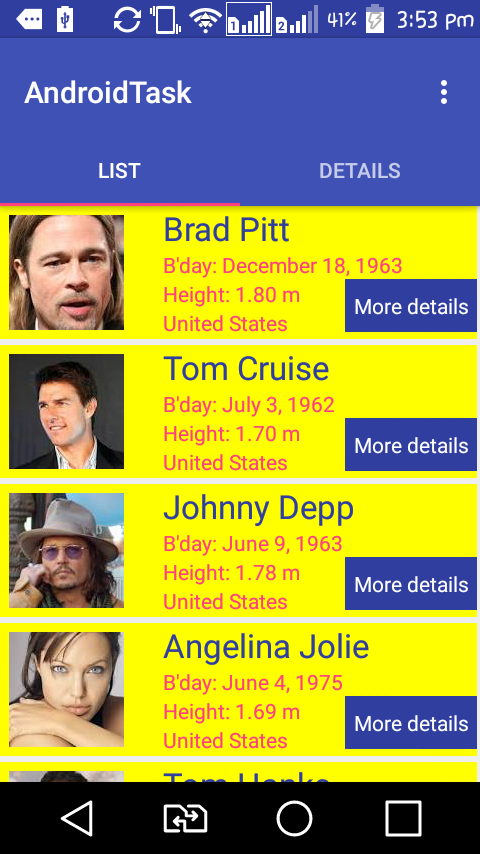 1 2 41% 3:53 pm
AndroidTask
LIST DETAILS
Brad Pitt
B'day: December 18, 1963
Height: 1.80 m
More details
United States
Tom Cruise
B'day: July 3, 1962
Height: 1.70 m
More details
United States
Johnny Depp
B'day: June 9, 1963
Height: 1.78 m
More details
United States
Angelina Jolie
B'day: June 4, 1975
Height: 1.69 m
More details
United States
Tom Hanks